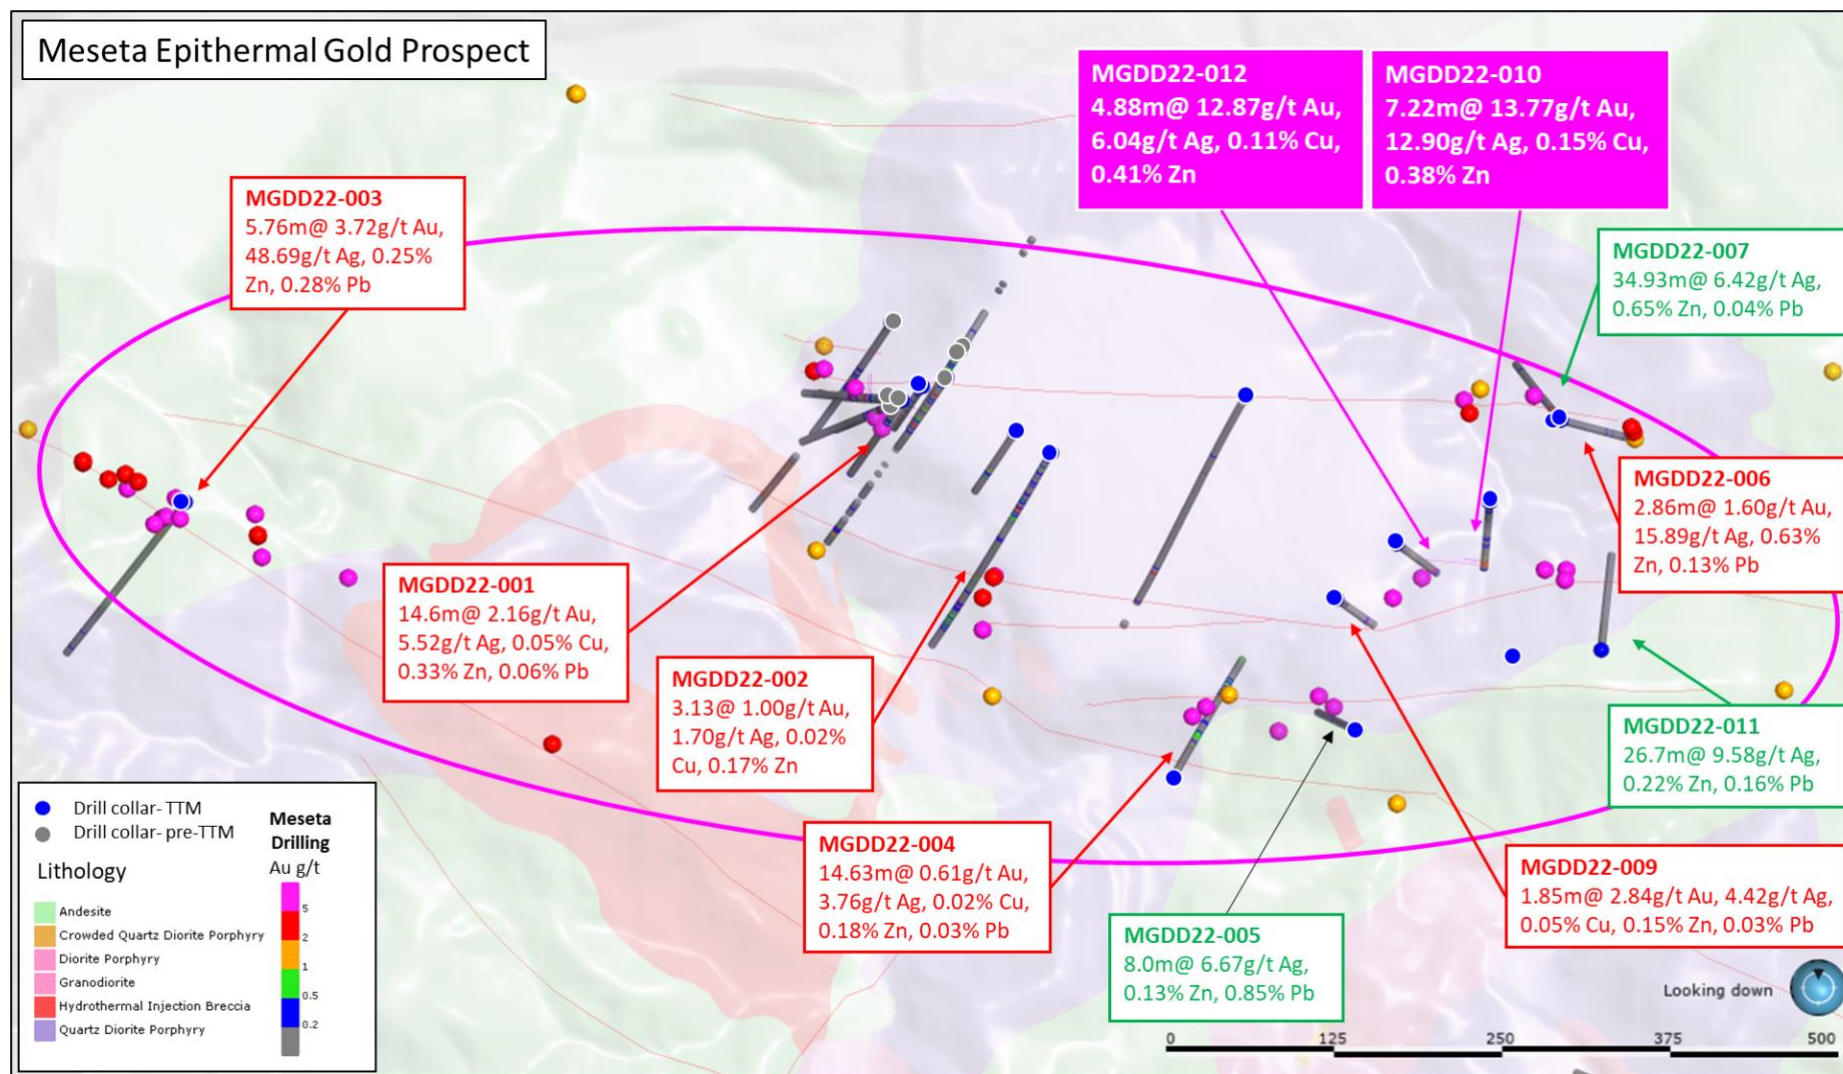 Meseta Epithermal Gold Prospect
MGDD22-012
4.88m@ 12.87g/t Au,
6.04g/t Ag, 0.11% Cu,
0.41% Zn
MGDD22-010
7.22m@ 13.77g/t Au,
12.90g/t Ag, 0.15% Cu,
0.38% Zn
MGDD22-003
5.76m@ 3.72g/t Au,
48.69g/t Ag, 0.25%
Zn, 0.28% Pb
MGDD22-007
34.93m@ 6.42g/t Ag,
0.65% Zn, 0.04% Pb
MGDD22-006
2.86m@ 1.60g/t Au,
15.89g/t Ag, 0.63%
Zn, 0.13% Pb
MGDD22-001
14.6m@ 2.16g/t Au,
5.52g/t Ag, 0.05% Cu,
0.33% Zn, 0.06% Pb
MGDD22-002
3.13@ 1.00g/t Au,
1.70g/t Ag, 0.02%
Cu, 0.17% Zn
MGDD22-011
26.7m@ 9.58g/t Ag,
0.22% Zn, 0.16% Pb
MGDD22-004
14.63m@ 0.61g/t Au,
3.76g/t Ag, 0.02% Cu,
0.18% Zn, 0.03% Pb
MGDD22-009
1.85m@ 2.84g/t Au, 4.42g/t Ag,
0.05% Cu, 0.15% Zn, 0.03% Pb
MGDD22-005
8.0m@ 6.67g/t Ag,
0.13% Zn, 0.85% Pb
Drill collar- TTM
Drill collar- pre-TTM
Lithology
Andesite
Crowded Quartz Diorite Porphyry
Diorite Porphyry
Granodiorite
Hydrothermal Injection Breccia
Quartz Diorite Porphyry
Meseta
Drilling
Au g/t
5
2
1
0.5
0.2
Looking down
0 125 250 375 500